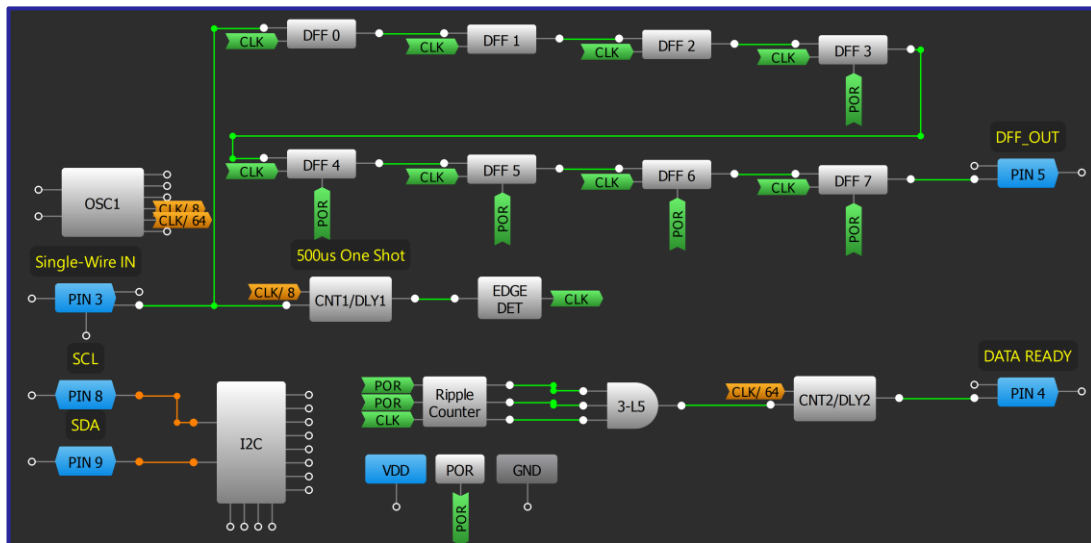 CLK DFF 0 CLK DFF 1 CLK DFF 2 CLK DFF 3
POR
DFF_OUT
CLK DFF 4 CLK DFF 5 CLK DFF 6 CLK DFF 7 PIN 5
POR POR POR POR
OSC1
CLK/ 8
CLK/ 64
Single-Wire IN
500us One Shot
PIN 3
CLK/ 8
CNT1/DLY1
EDGE
DET
CLK
SCL
PIN 8
SDA
PIN 9
I2C
POR
POR
CLK
Ripple
Counter
3-L5
CLK/ 64
CNT2/DLY2
DATA READY
PIN 4
VDD POR GND
POR